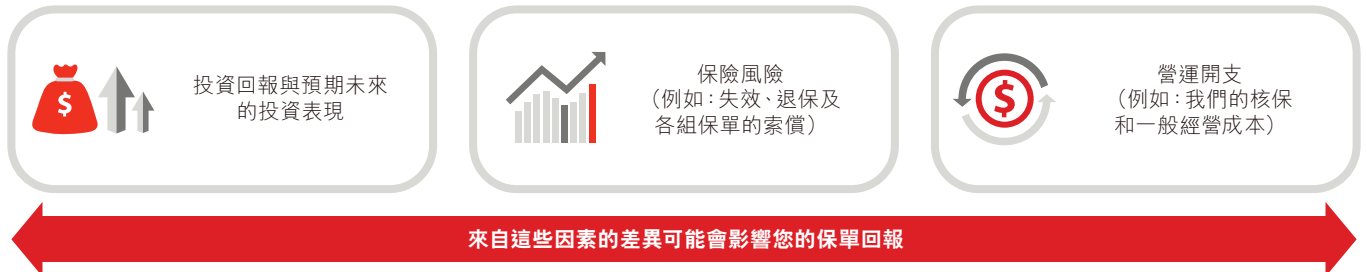 投資回報與預期未來
的投資表現
保險風險
（例如：失效、退保及
各組保單的索償）
營運開支
（例如：我們的核保
和一般經營成本）
$
$
來自這些因素的差異可能會影響您的保單回報